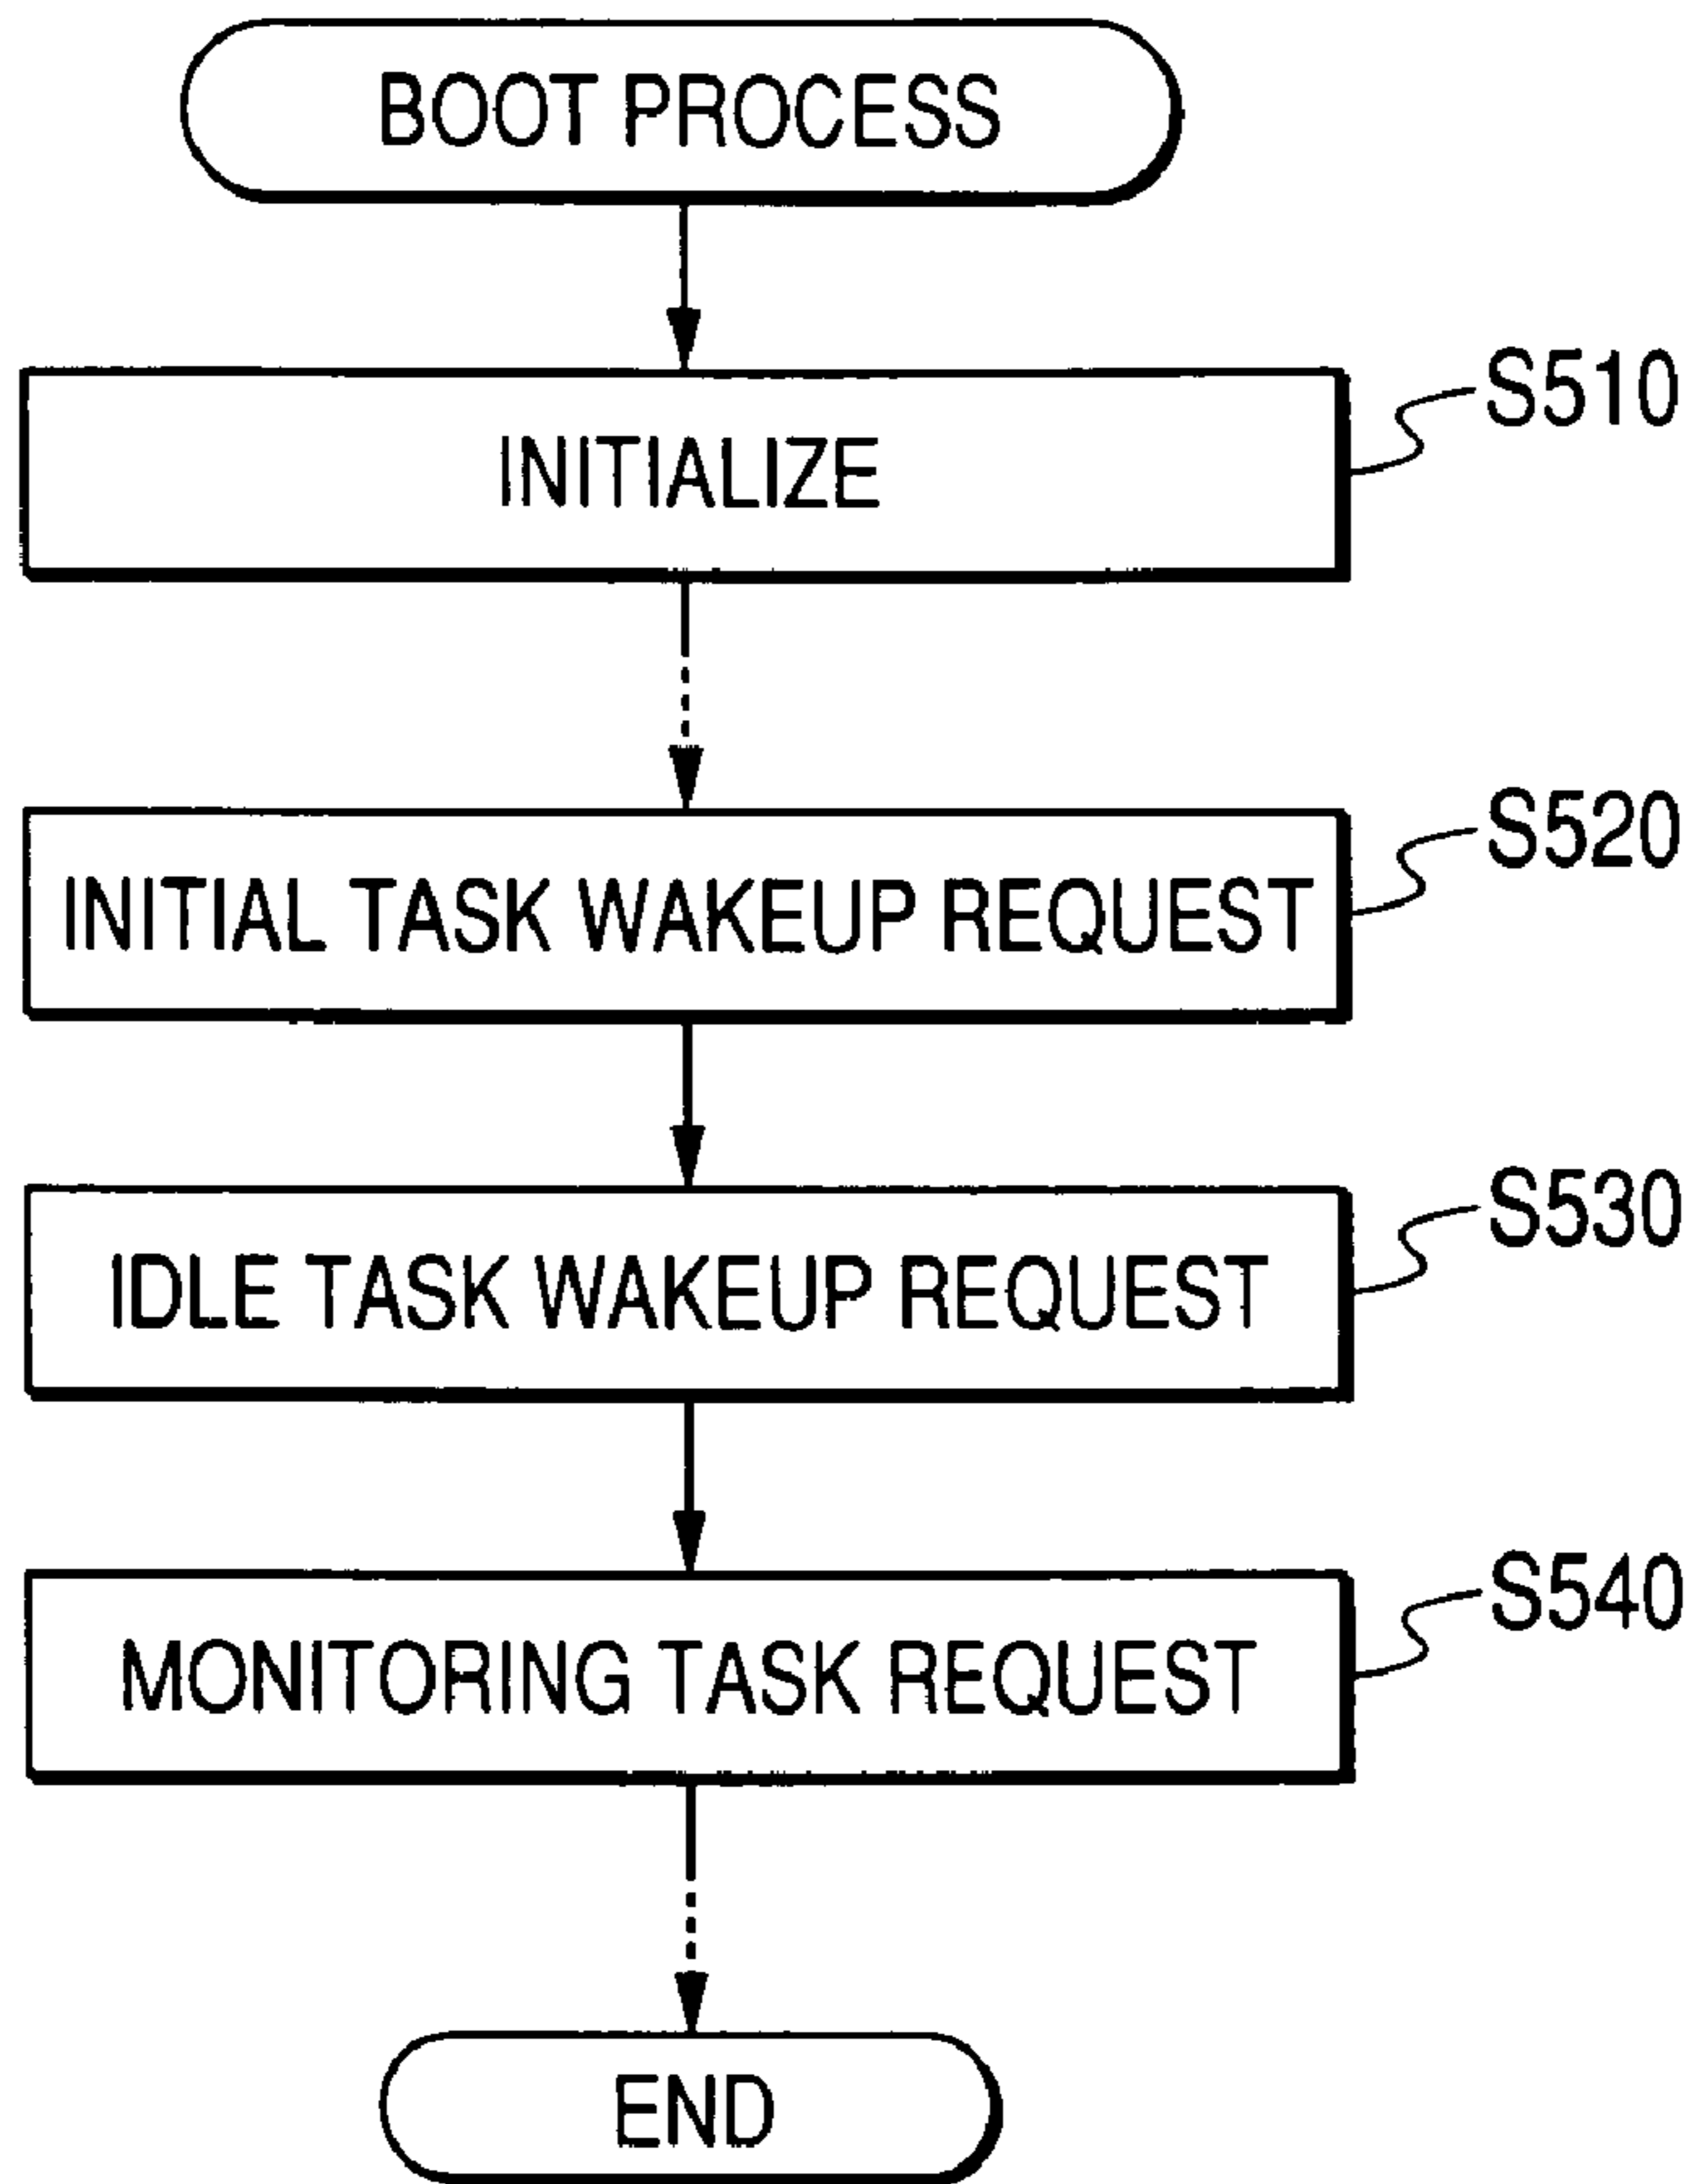 BOOT PROCESS
S510
INITIALIZE
S520
INITIAL TASK WAKEUP REQUEST
S530
IDLE TASK WAKEUP REQUEST
S540
MONITORING TASK REQUEST
END